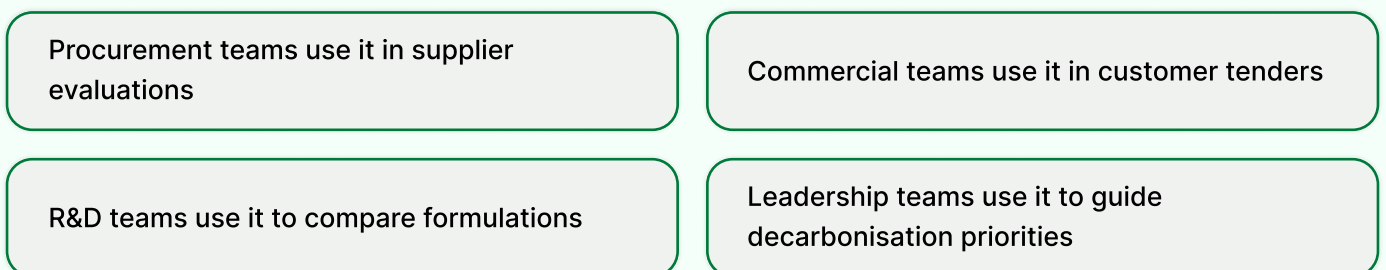 Procurement teams use it in supplier
evaluations
Commercial teams use it in customer tenders
R&D teams use it to compare formulations
Leadership teams use it to guide
decarbonisation priorities